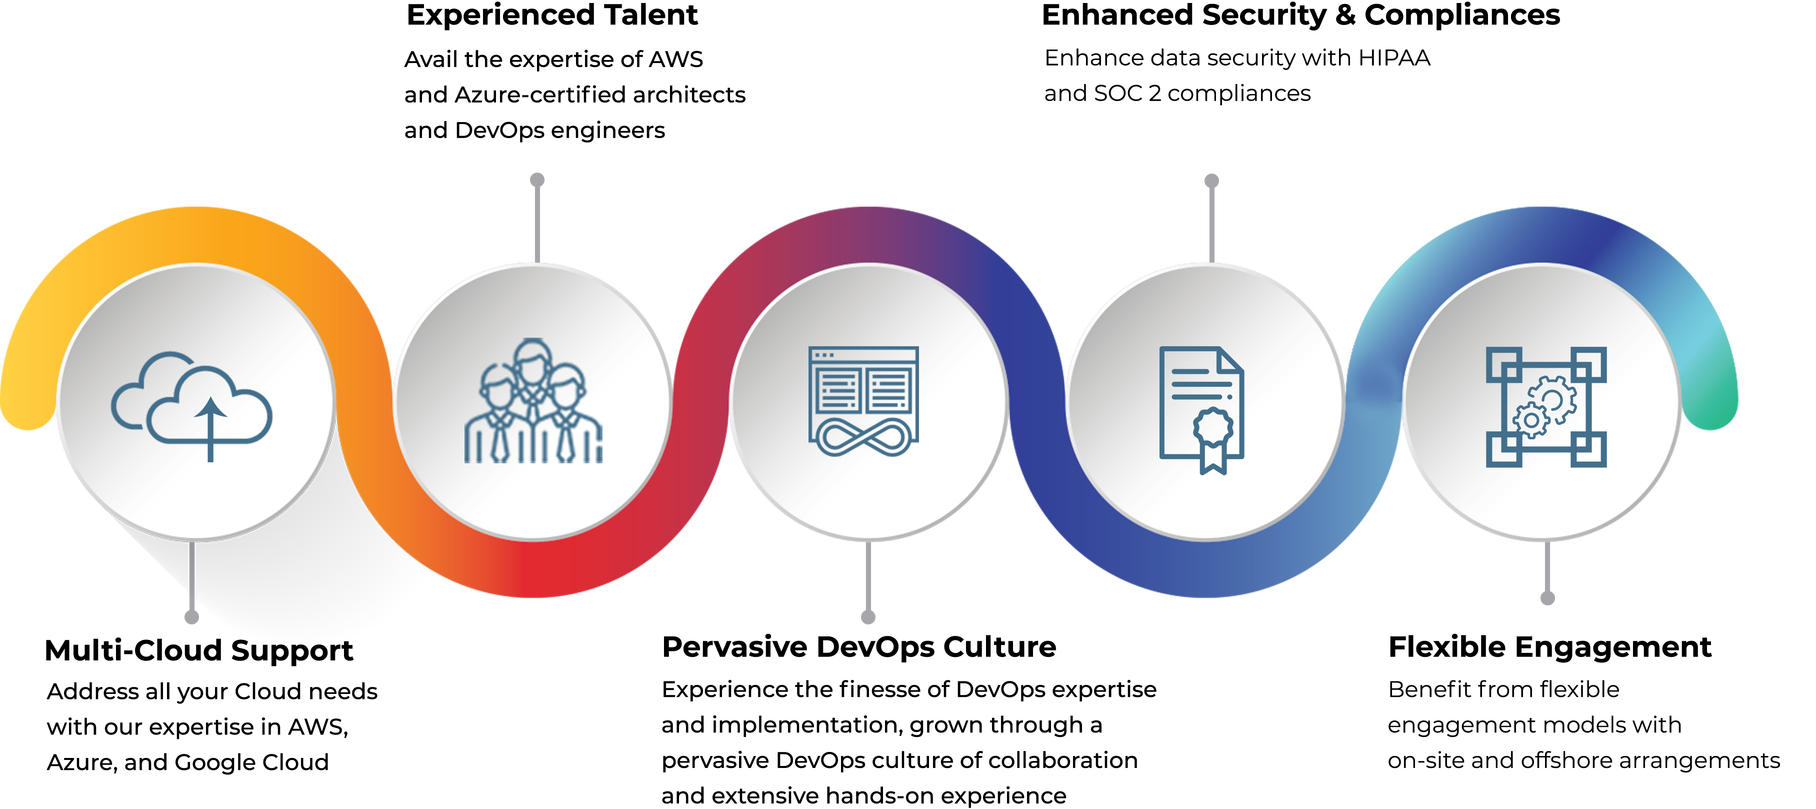 Experienced Talent
Avail the expertise of AWS
and Azure-certified architects
and DevOps engineers
Enhanced Security & Compliances
Enhance data security with HIPAA
and SOC 2 compliances
Multi-Cloud Support
Address all your Cloud needs
with our expertise in AWS,
Azure, and Google Cloud
Pervasive DevOps Culture
Experience the finesse of DevOps expertise
and implementation, grown through a
pervasive DevOps culture of collaboration
and extensive hands-on experience
Flexible Engagement
Benefit from flexible
engagement models with
on-site and offshore arrangements